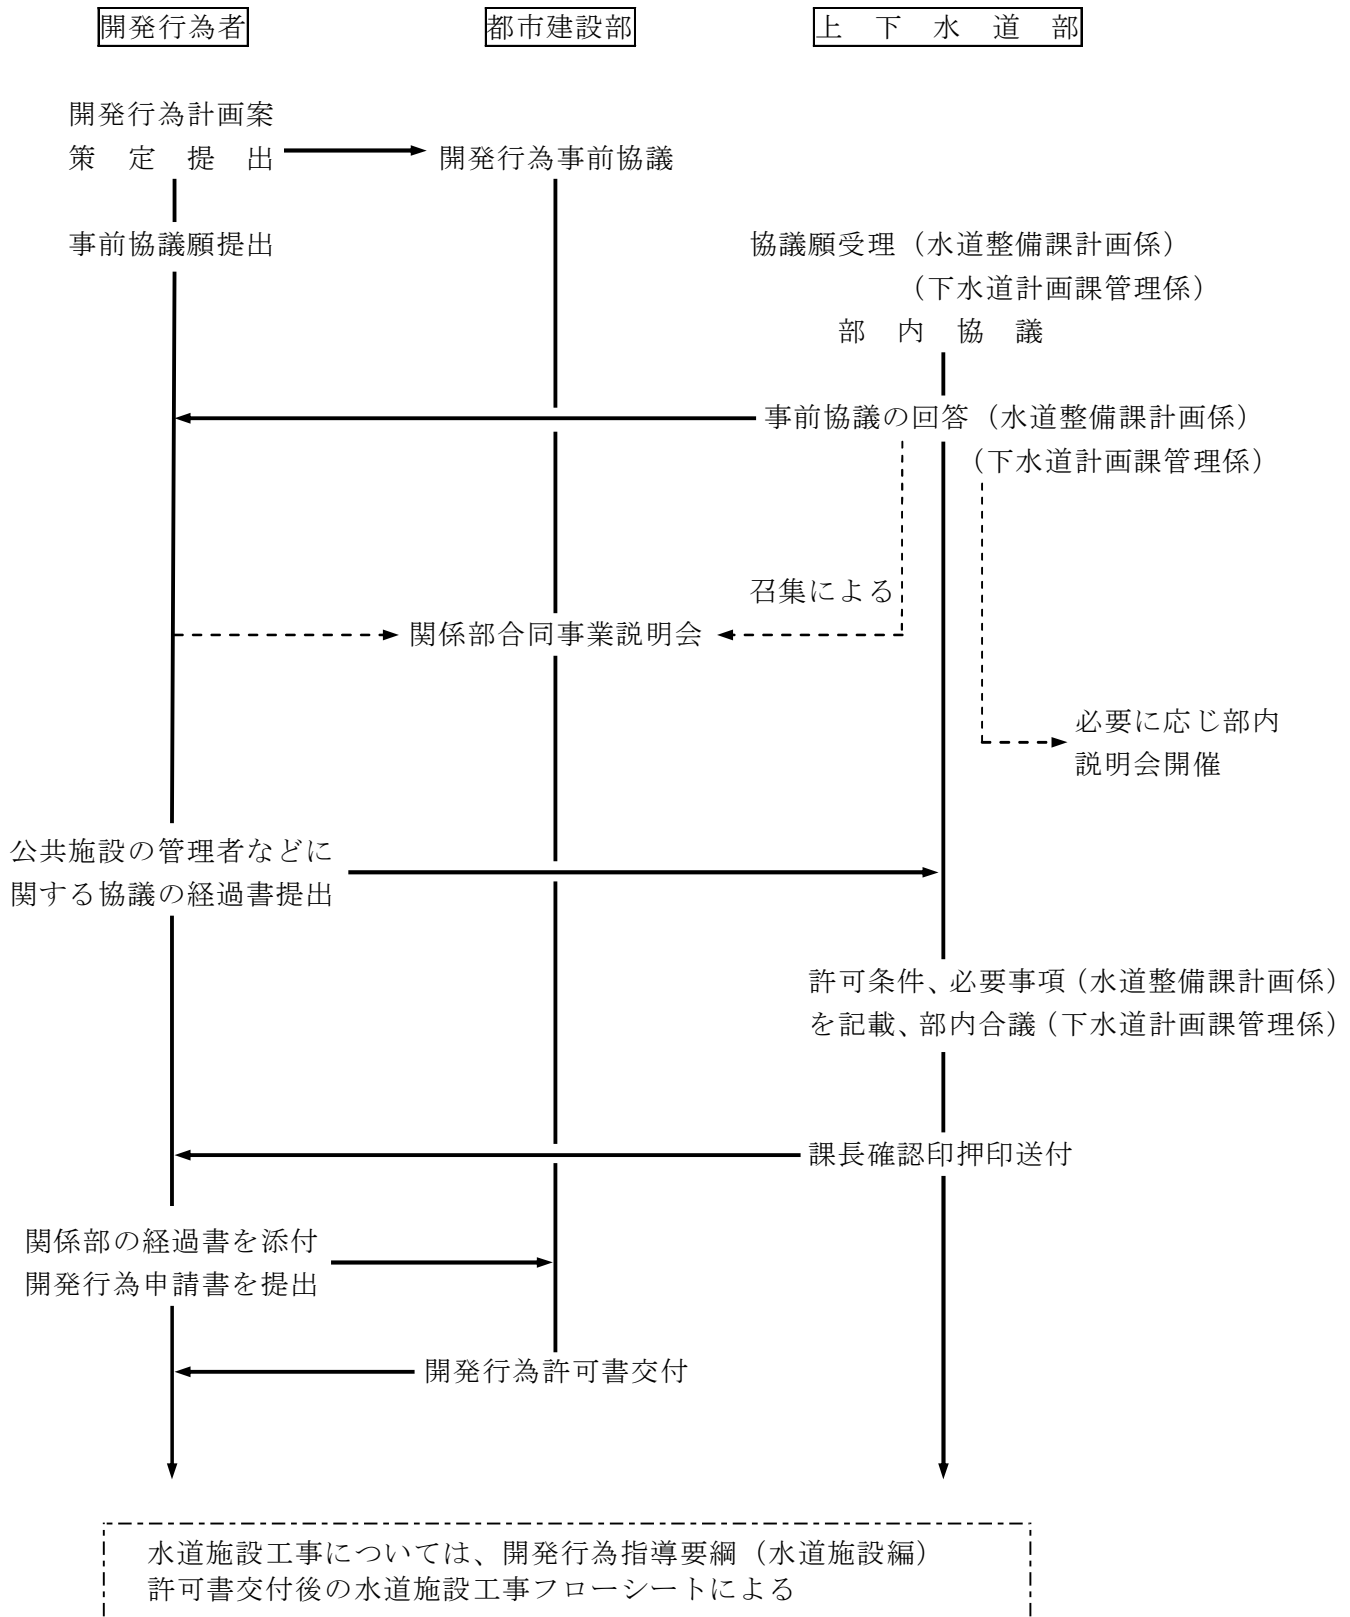 開発行為者
都市建設部
上下水道部
開発行為計画案
策定提出
開発行為事前協議
事前協議願提出
協議願受理（水道整備課計画係）
（下水道計画課管理係）
部内協議
事前協議の回答（水道整備課計画係）
（下水道計画課管理係）
召集による
関係部合同事業説明会
必要に応じ部内
説明会開催
公共施設の管理者などに
関する協議の経過書提出
許可条件、必要事項（水道整備課計画係）
を記載、部内合議（下水道計画課管理係）
課長確認印押印送付
関係部の経過書を添付
開発行為申請書を提出
開発行為許可書交付
水道施設工事については、開発行為指導要綱（水道施設編）
許可書交付後の水道施設工事フローシートによる